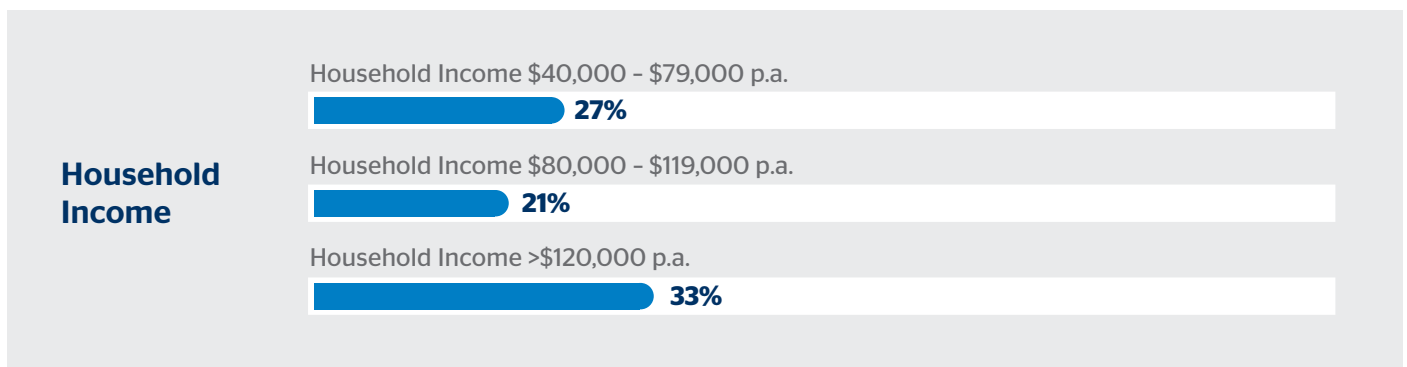 Household Income $40,000 – $79,000 p.a.
27%
Household Income $80,000 – $119,000 p.a.
21%
Household
Income
Household Income >$120,000 p.a.
33%